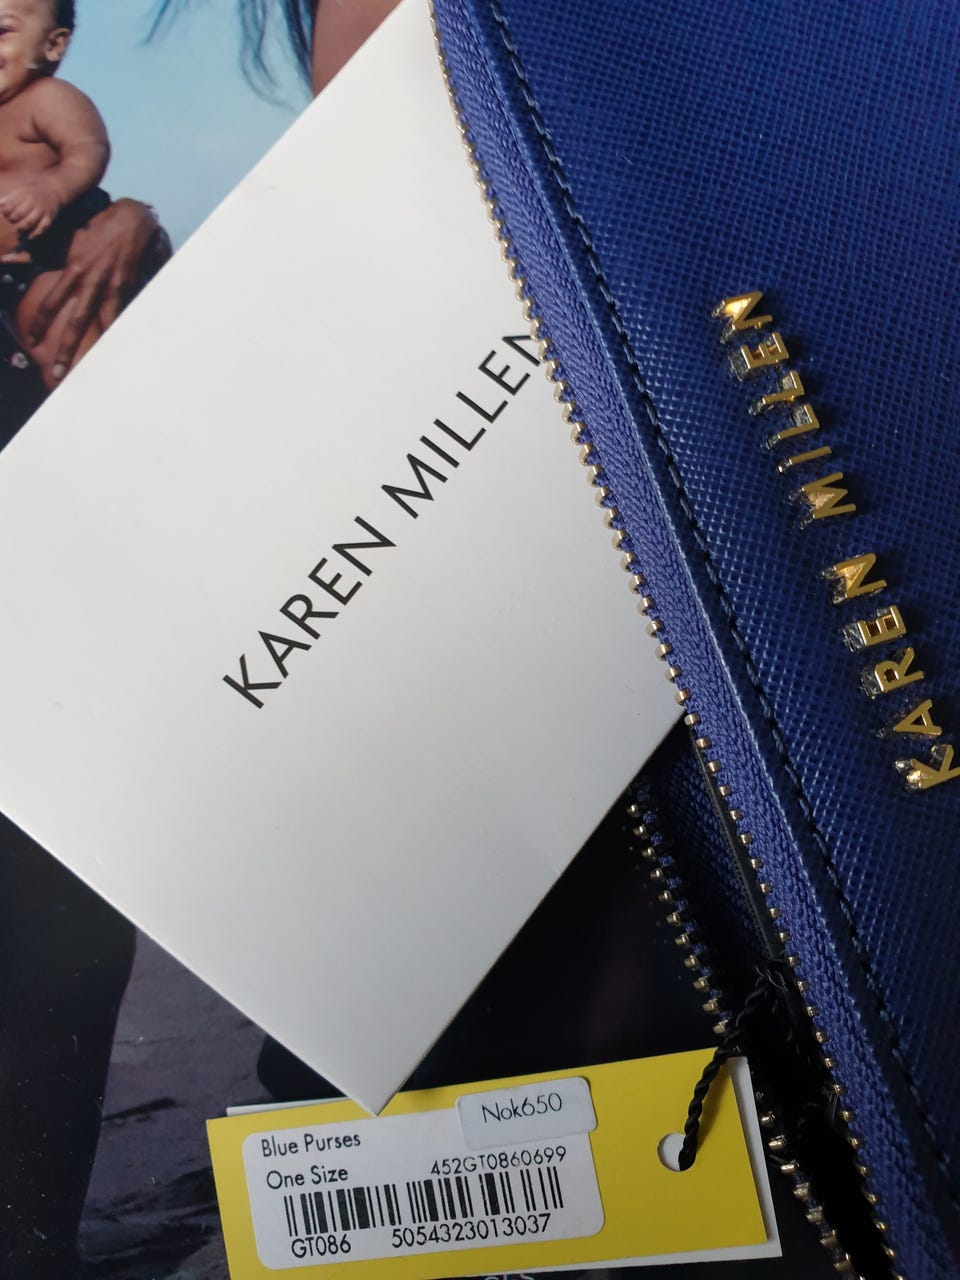 KAREN MILLEN
KAREN MILLEN
Nok650
Blue Purses
One Size
452GT0860699
GT086 5054323013037